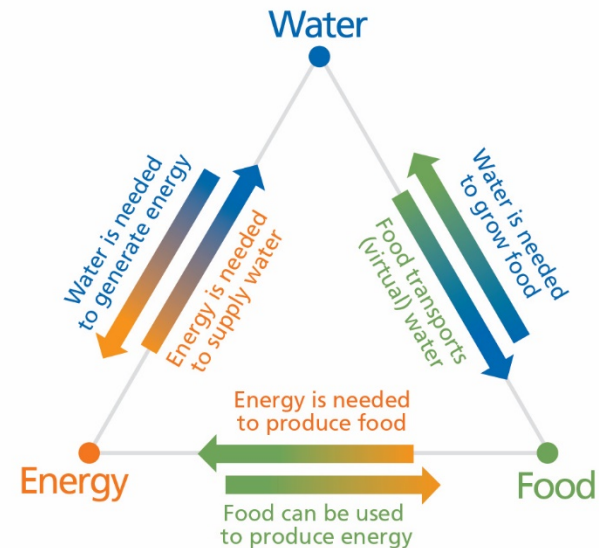 Water
Water is needed
to generate energy
Energy is needed
to supply water
Food transports
(virtual) water
Water is needed
to grow food
Energy is needed
to produce food
Energy
Food
Food can be used
to produce energy